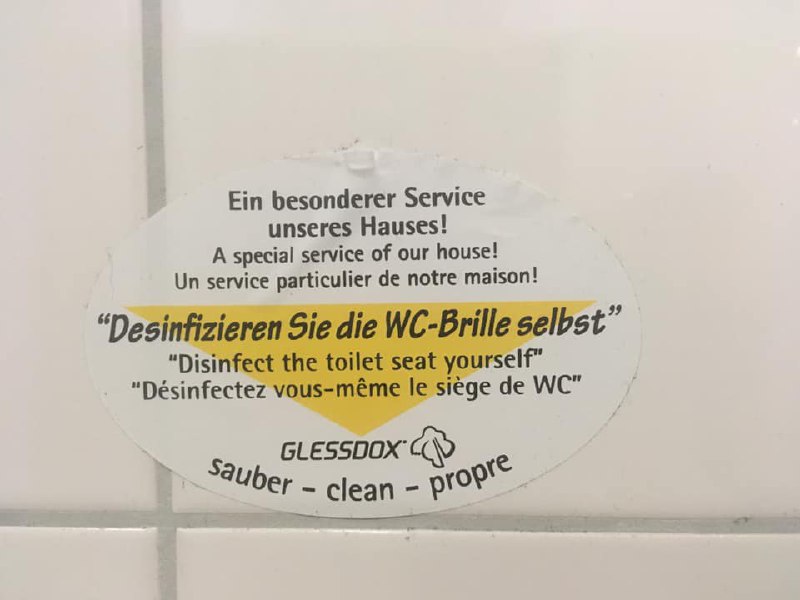 Ein besonderer Service
unseres Hauses!
A special service of our house!
Un service particulier de notre maison!
“Desinfizieren Sie die WC-Brille selbst”
"Disinfect the toilet seat yourself"
"Désinfectez vous-même le siège de WC"
GLESSDOX™
sauber – clean – propre